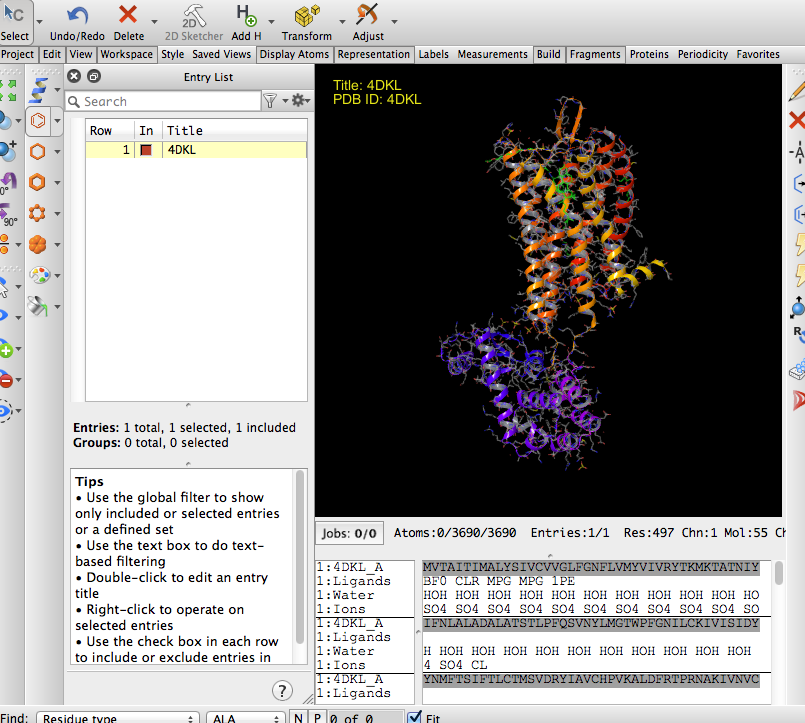 Select Undo/Redo Delete 2D Sketcher Add H Transform Adjust
Project Edit View Workspace Style Saved Views Display Atoms Representation Labels Measurements Build Fragments Proteins Periodicity Favorites
Entry List
Search
Row In Title
1 4DKL
Entries: 1 total, 1 selected, 1 included
Groups: 0 total, 0 selected
Tips
• Use the global filter to show
only included or selected entries
or a defined set
• Use the text box to do text-
based filtering
• Double-click to edit an entry
title
• Right-click to operate on
selected entries
• Use the check box in each row
to include or exclude entries in
?
90°
Title: 4DKL
PDB ID: 4DKL
Jobs: 0/0 Atoms:0/3690/3690 Entries:1/1 Res:497 Chn:1 Mol:55 Ch
1:4DKL_A MVTAITIMALYSIVCVVGLFGNFLVMYVIVRYTKMKTATNIY
1:Ligands BF0 CLR MPG MPG 1PE
1:Water HOH HOH HOH HOH HOH HOH HOH HOH HOH HOH HO
1:Ions SO4 SO4 SO4 SO4 SO4 SO4 SO4 SO4 SO4 SO4 SO
1:4DKL_A IFNLALADALATSTLPFQSVNYLMGTWPFGNILCKIVISIDY
1:Ligands
1:Water H HOH HOH HOH HOH HOH HOH HOH HOH HOH HOH
1:Ions 4 SO4 CL
1:4DKL_A YNMFTSIFTLCTMSVDRYIAVCHPVKALDFRTPRNAKIVNVC
1:Ligands
Find: Residue type ALA N P 0 of 0 Fit